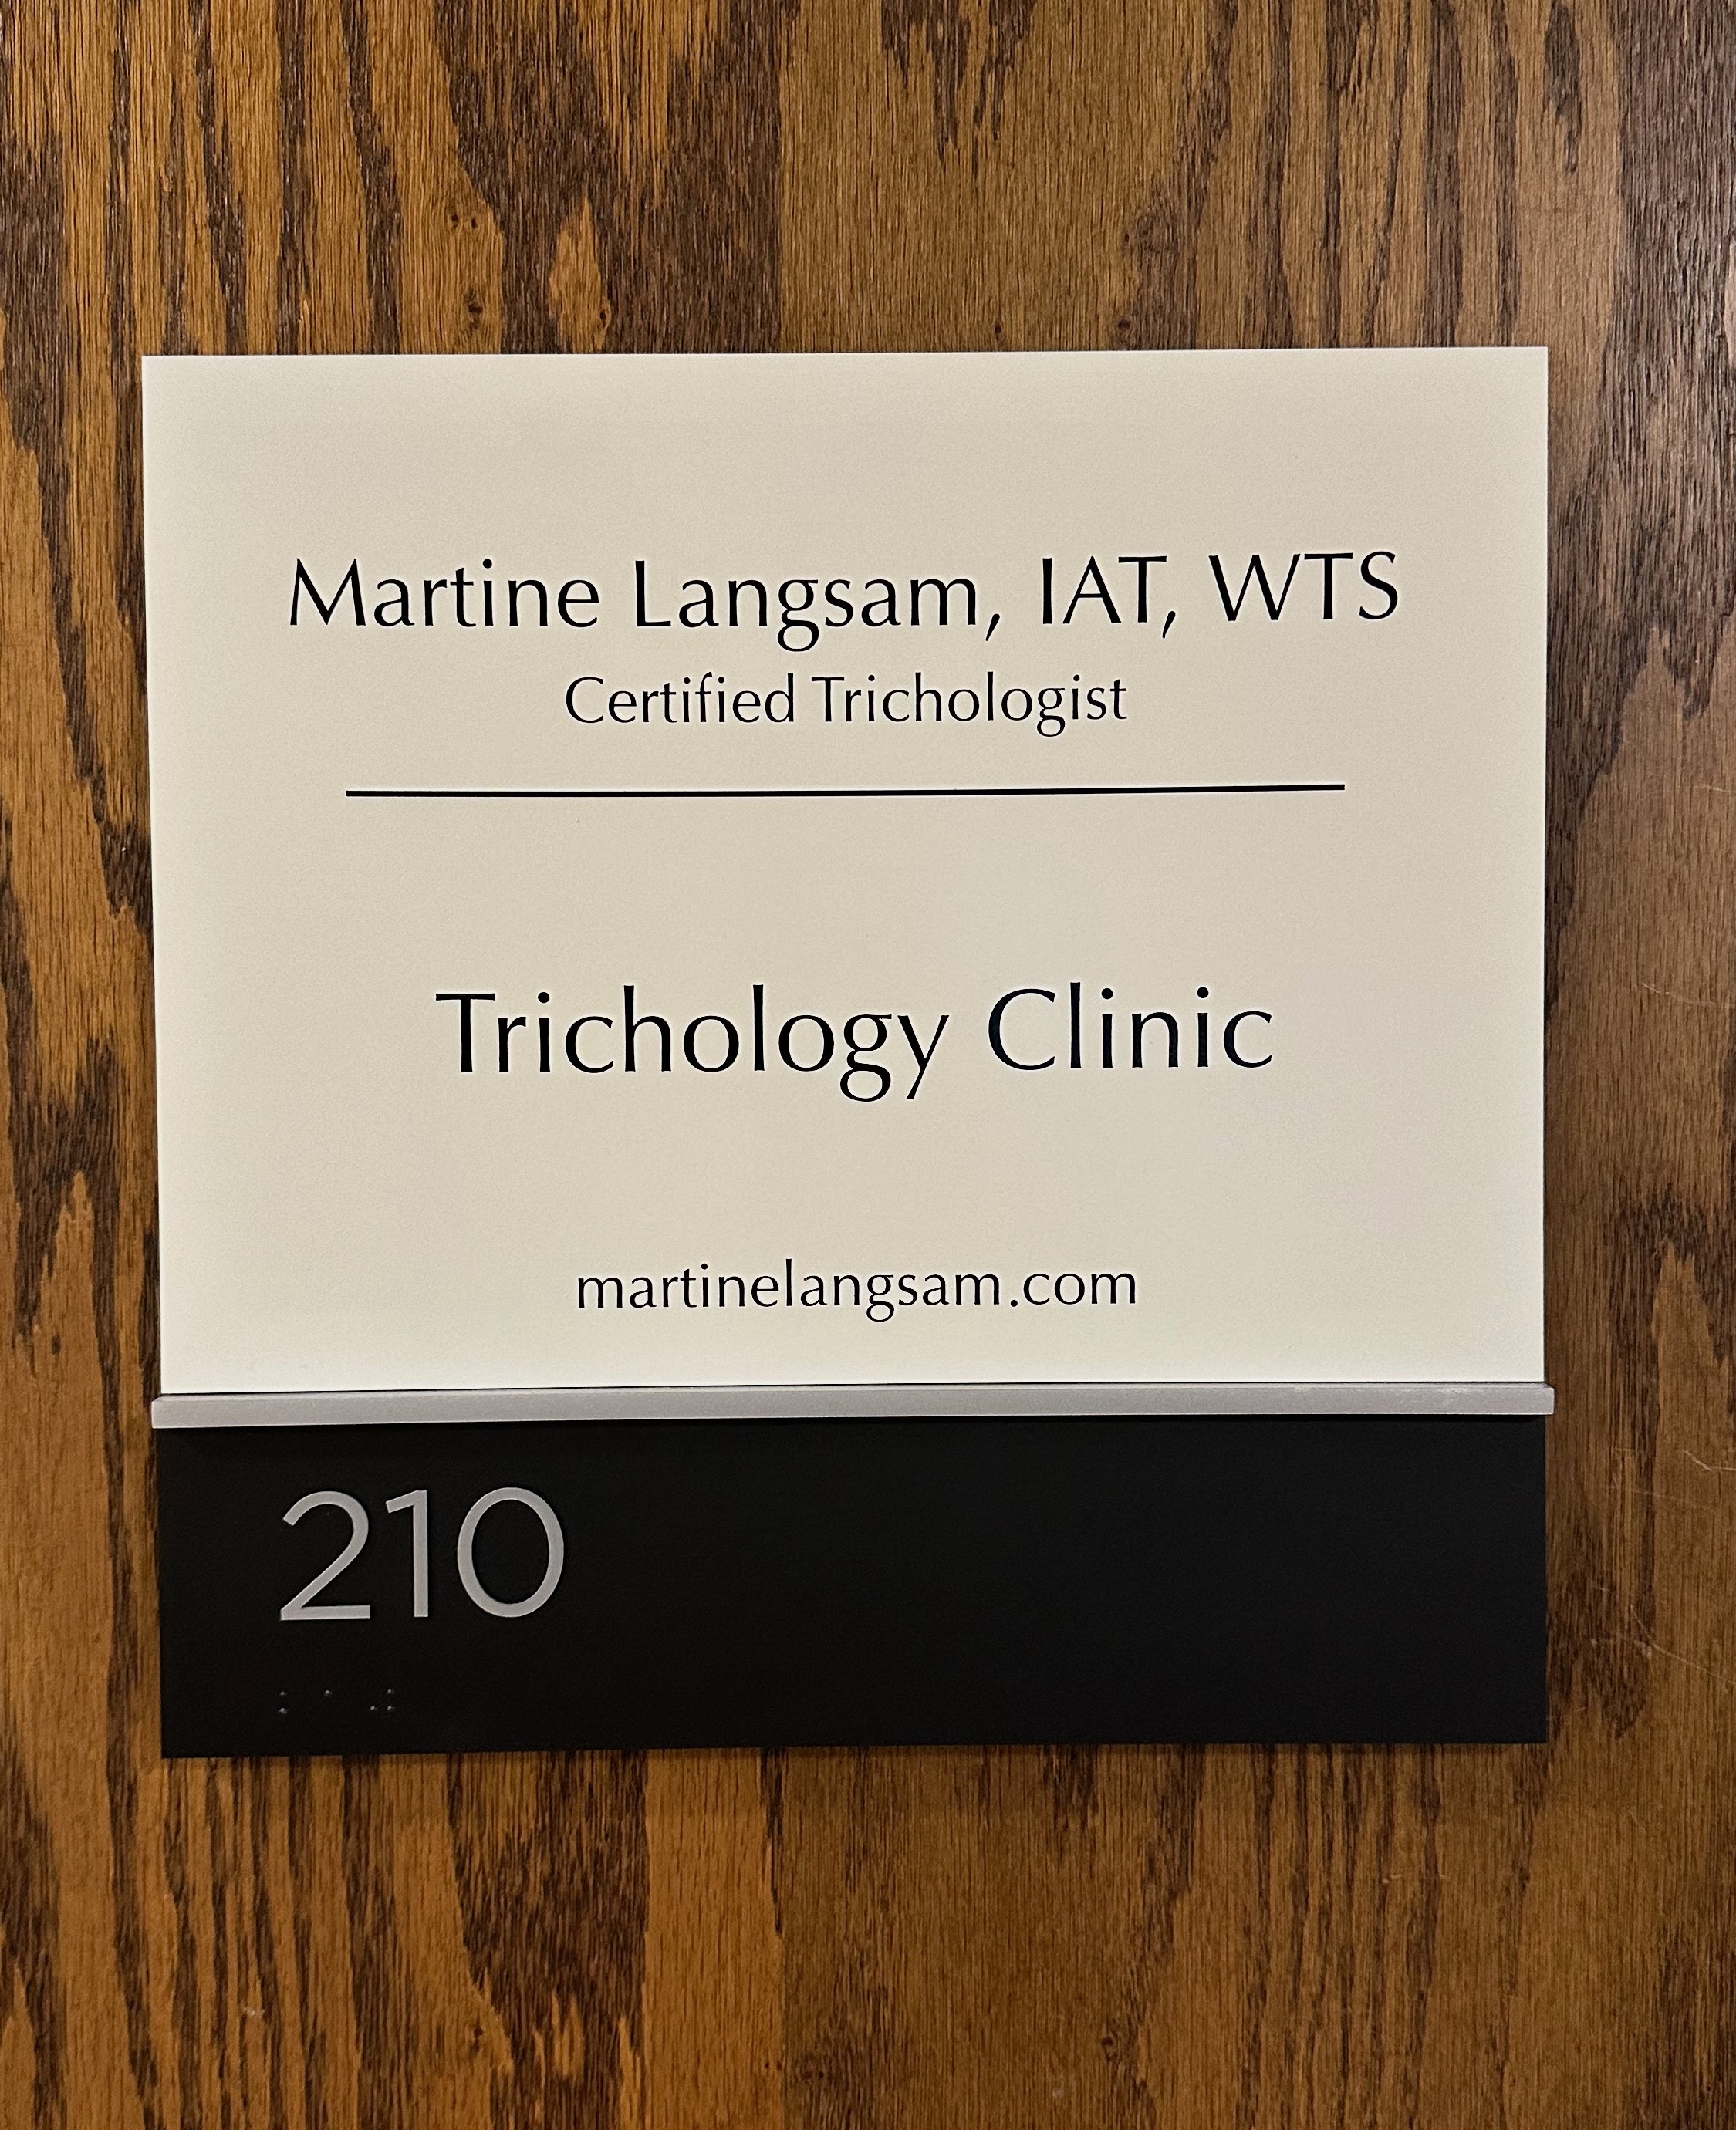 Martine Langsam, IAT, WTS
Certified Trichologist
Trichology Clinic
martinelangsam.com
210